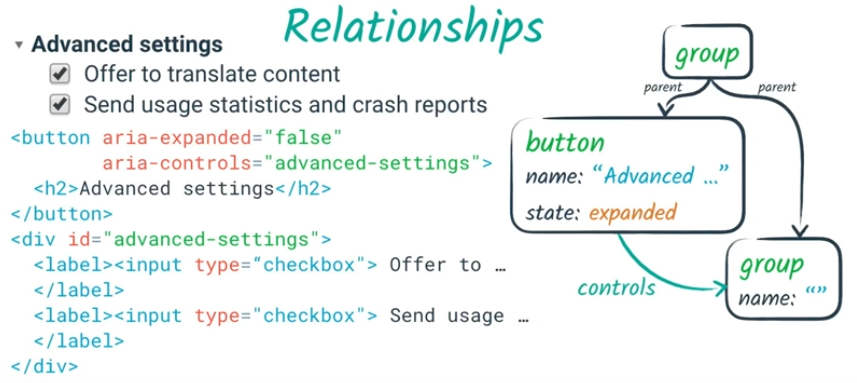 Relationships
▾ Advanced settings
Offer to translate content
Send usage statistics and crash reports
<button aria-expanded="false"
aria-controls="advanced-settings">
<h2>Advanced settings</h2>
</button>
<div id="advanced-settings">
<label><input type="checkbox"> Offer to …
</label>
<label><input type="checkbox"> Send usage …
</label>
</div>
group
parent
parent
button
name: “Advanced ...”
state: expanded
controls
group
name: “”